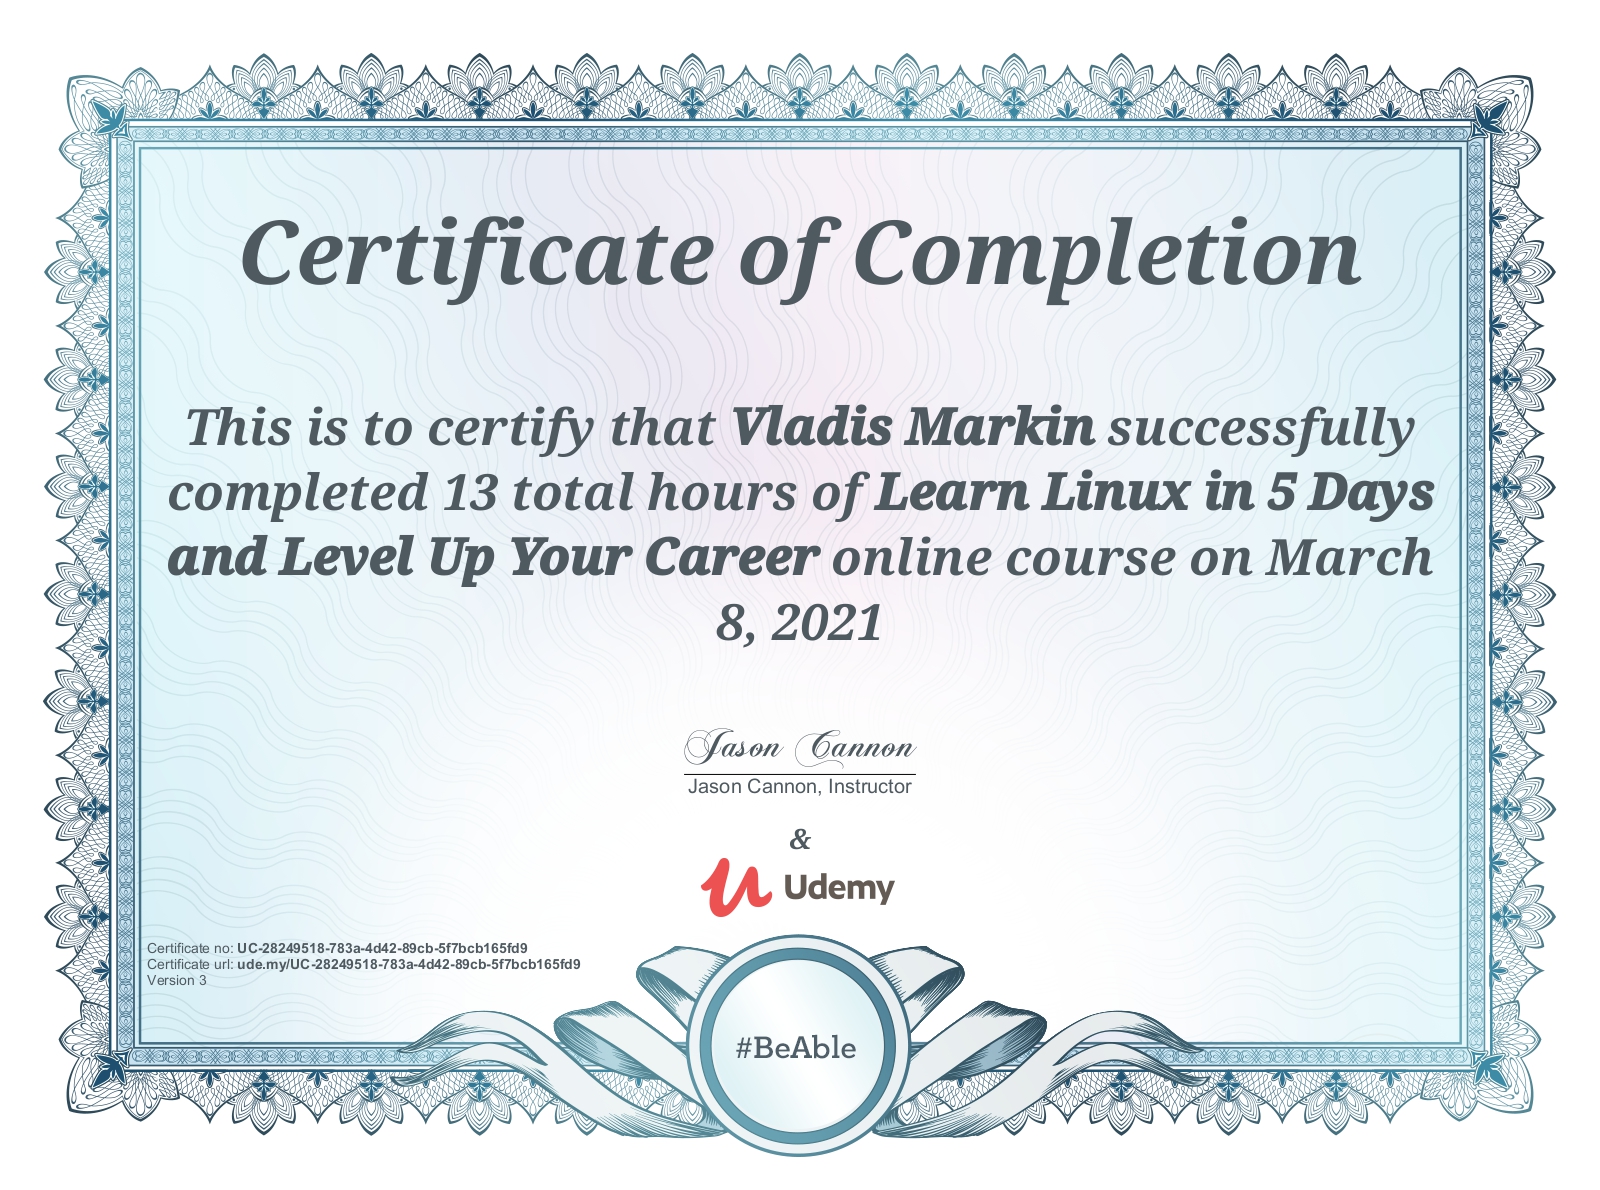 Certificate of Completion
This is to certify that Vladis Markin successfully
completed 13 total hours of Learn Linux in 5 Days
and Level Up Your Career online course on March
8, 2021
Jason Cannon
Jason Cannon, Instructor
&
Udemy
Certificate no: UC-28249518-783a-4d42-89cb-5f7bcb165fd9
Certificate url: ude.my/UC-28249518-783a-4d42-89cb-5f7bcb165fd9
Version 3
#BeAble